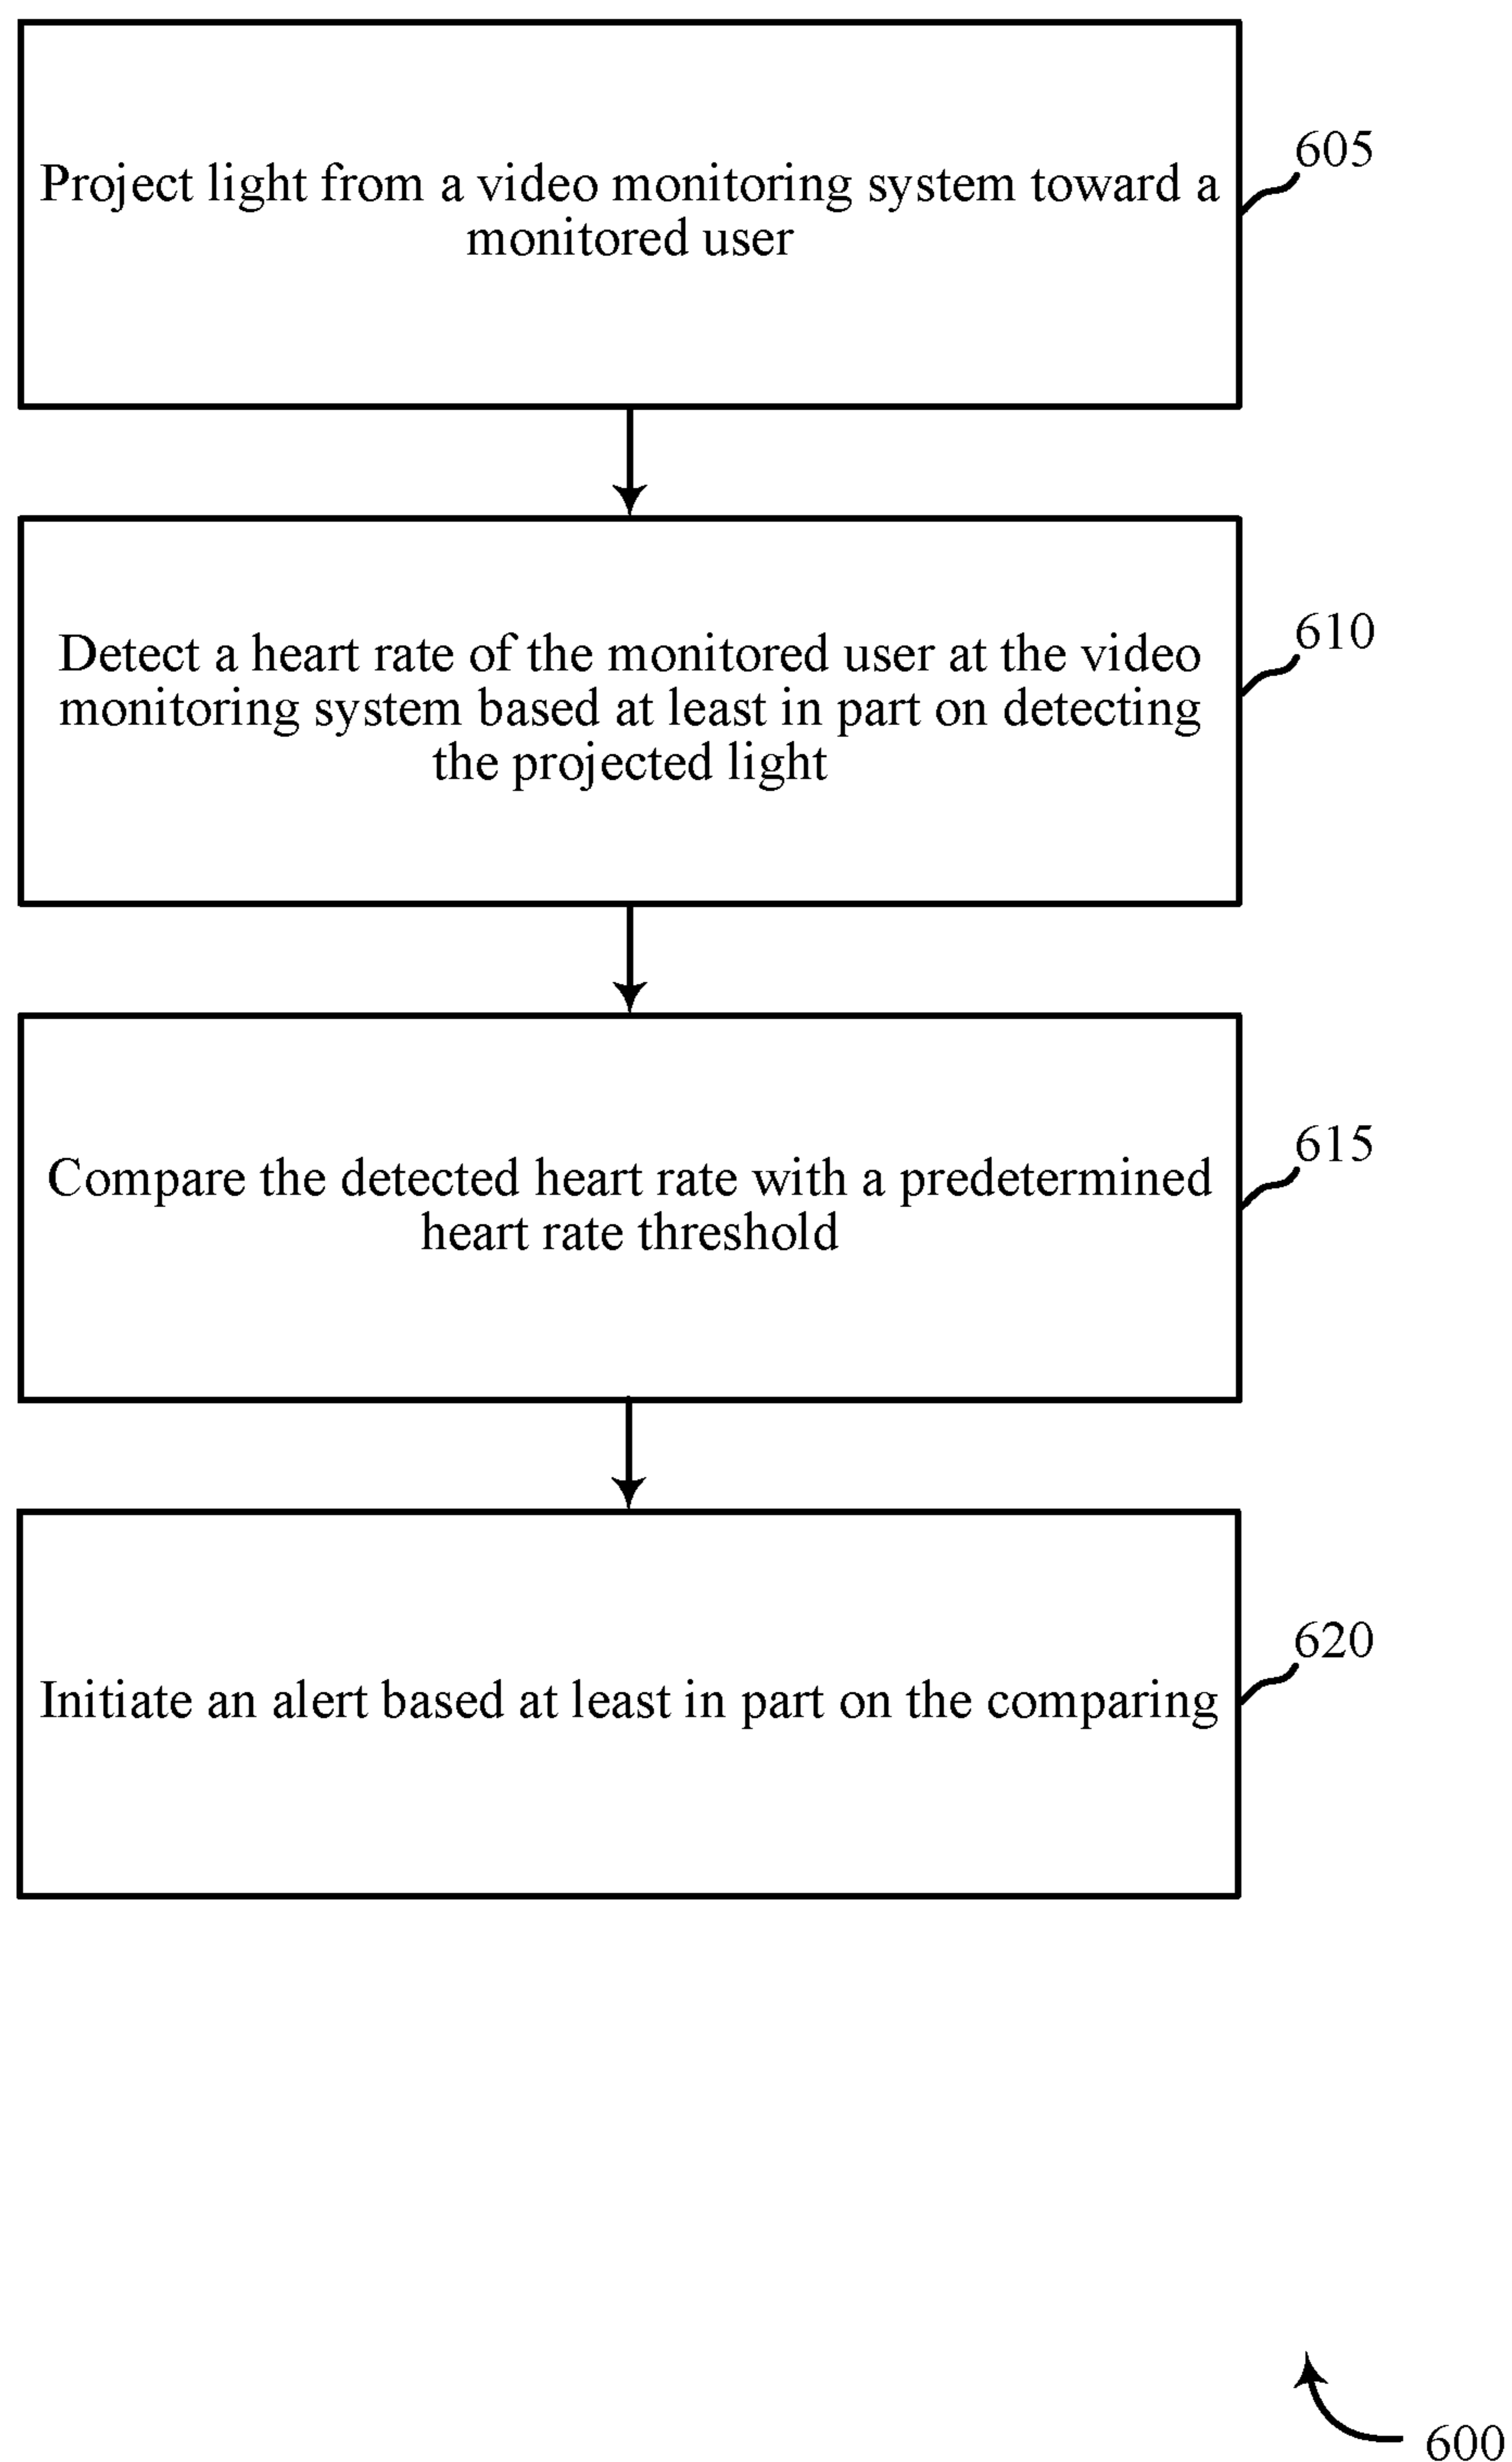 Project light from a video monitoring system toward a
monitored user
605
Detect a heart rate of the monitored user at the video
monitoring system based at least in part on detecting
the projected light
610
Compare the detected heart rate with a predetermined
heart rate threshold
615
Initiate an alert based at least in part on the comparing
620
600